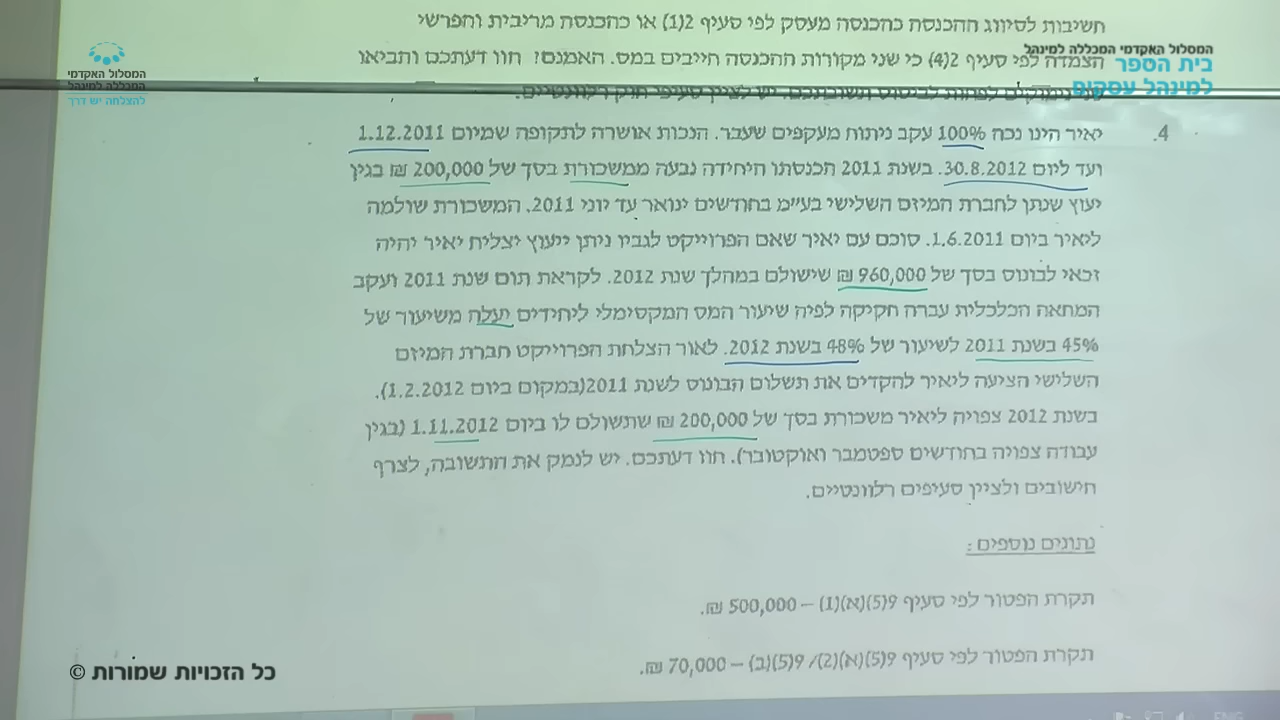 חשיבות לסיווג ההכנסה כהכנסה מעסק לפי סעיף 2(1) או כהכנסה מריבית והפרשי
הצמדה לפי סעיף 2(4) כי שני מקורות ההכנסה חייבים במס. האמנם? חוו דעתכם והביאו
יש לציין סעיפי חוק רלוונטיים.
4. יאיר הינו נכה 100% עקב ניתוח מעקפים שעבר. הנכות אושרה לתקופה שמיום 1.12.2011
ועד ליום 30.8.2012. בשנת 2011 הכנסתו היחידה נבעה ממשכורת בסך של 200,000 ₪ בגין
יעוץ שנתן לחברת המיזם השלישי בע"מ בחודשים ינואר עד יוני 2011. המשכורת שולמה
ליאיר ביום 1.6.2011. סוכם עם יאיר שאם הפרוייקט לגביו ניתן ייעוץ יצליח יאיר יהיה
זכאי לבונוס בסך של 960,000 ₪ שישולם במהלך שנת 2012. לקראת תום שנת 2011 ועקב
המחאה הכלכלית עברה חקיקה לפיה שיעור המס המקסימלי ליחידים יעלה משיעור של
45% בשנת 2011 לשיעור של 48% בשנת 2012. לאור הצלחת הפרוייקט חברת המיזם
השלישי הציעה ליאיר להקדים את תשלום הבונוס לשנת 2011(במקום ביום 1.2.2012).
בשנת 2012 צפויה ליאיר משכורת בסך של 200,000 ₪ שתשולם לו ביום 1.11.2012 (בגין
עבודה צפויה בחודשים ספטמבר ואוקטובר). חוו דעתכם. יש לנמק את התשובה, לצרף
חישובים ולציין סעיפים רלוונטיים.
נתונים נוספים :
תקרת הפטור לפי סעיף 9(5)(א)(1) – 500,000 ₪.
תקרת הפטור לפי סעיף 9(5)(א)(2)/ 9(5)(ב) – 70,000 ₪.
המסלול האקדמי המכללה למינהל
בית הספר
למינהל עסקים
המסלול האקדמי
המכללה למינהל
להצלחה יש דרך
כל הזכויות שמורות ©